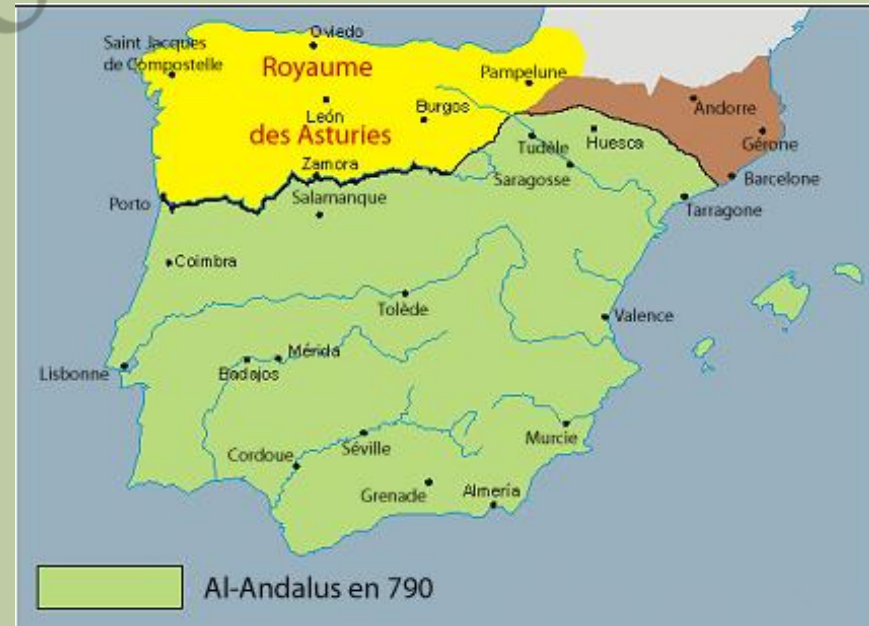 Oviedo
Saint Jacques
de Compostelle
Royaume
Pampelune
Andorre
León
Burgos
des Asturies
Tudèle
Huesca
Gérone
Zamora
Saragosse
Barcelone
Porto
Salamanque
Tarragone
Coimbra
Tolède
Valence
Lisbonne
Badajos
Mérida
Cordoue
Séville
Murcie
Grenade
Almería
Al-Andalus en 790